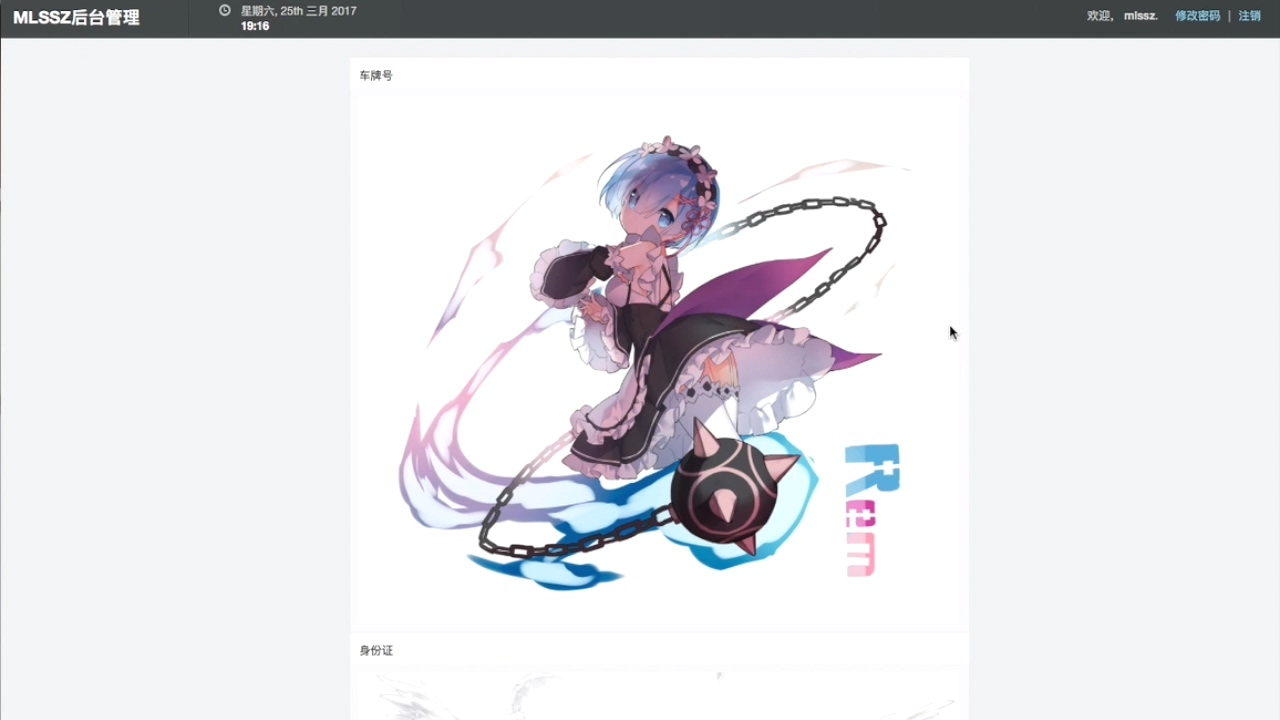 MLSSZ后台管理
星期六, 25th 三月 2017
19:16
欢迎, mlssz. 修改密码 | 注销
车牌号
Rem
身份证